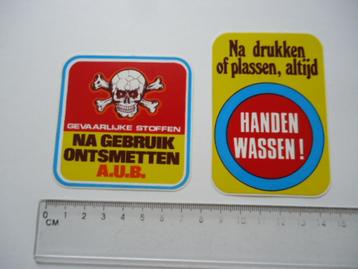 GEVAARLIJKE STOFFEN
NA GEBRUIK
ONTSMETTEN
A.U.B.
Na drukken
of plassen, altijd
HANDEN
WASSEN!
0 1 2 3 4 5 6 7 8 9 10 11 12 13 14 15
CM